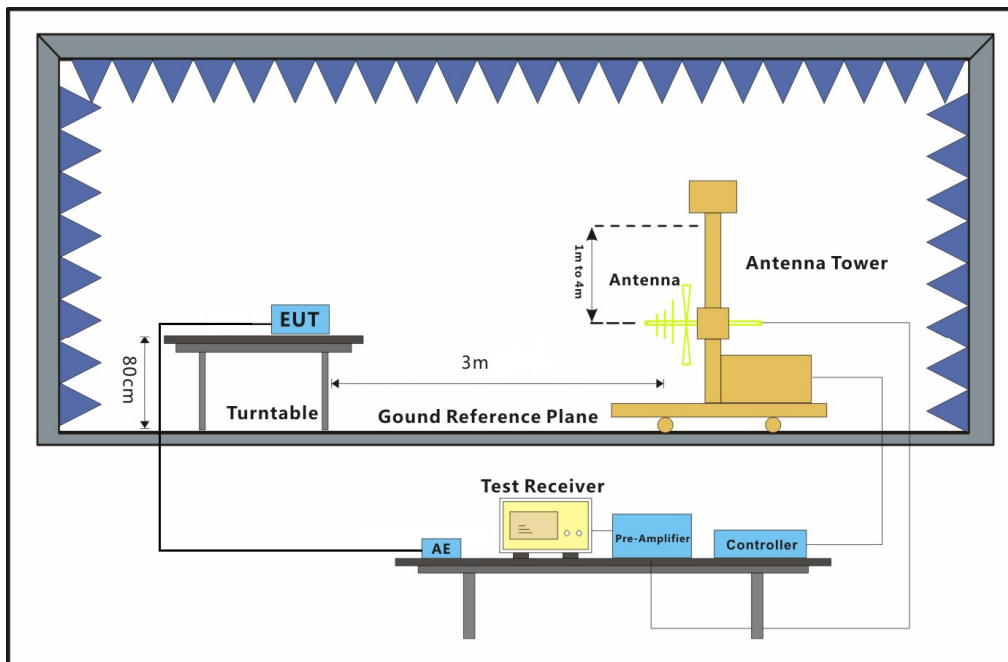 1m to 4m
Antenna
Antenna Tower
EUT
80cm
3m
Turntable
Gound Reference Plane
Test Receiver
AE
Pre-Amplifier
Controller